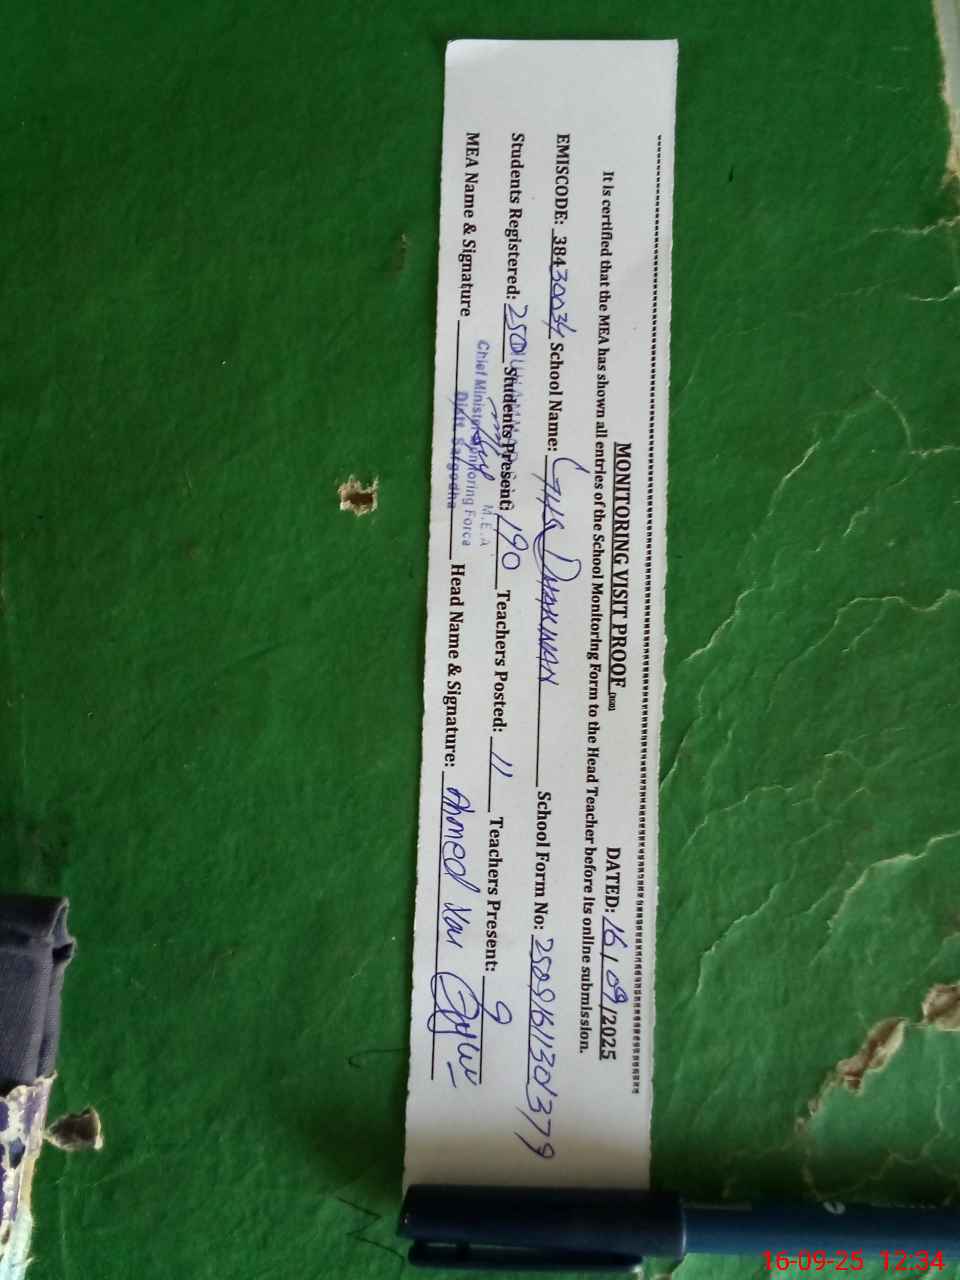 MONITORING VISIT PROOF DATED: 16/09/2025
It is certified that the MEA has shown all entries of the School Monitoring Form to the Head Teacher before its online submission.
EMISCODE: 38430034 School Name: GHS DHAKWAN School Form No:
Students Registered: 250 Students Present: 190 Teachers Posted: 11 Teachers Present: 9
MEA Name & Signature Head Name & Signature: Ahmed
M.E.A
Chief Minister Monitoring Force
Distt. Sargodha
16-09-25 12:34